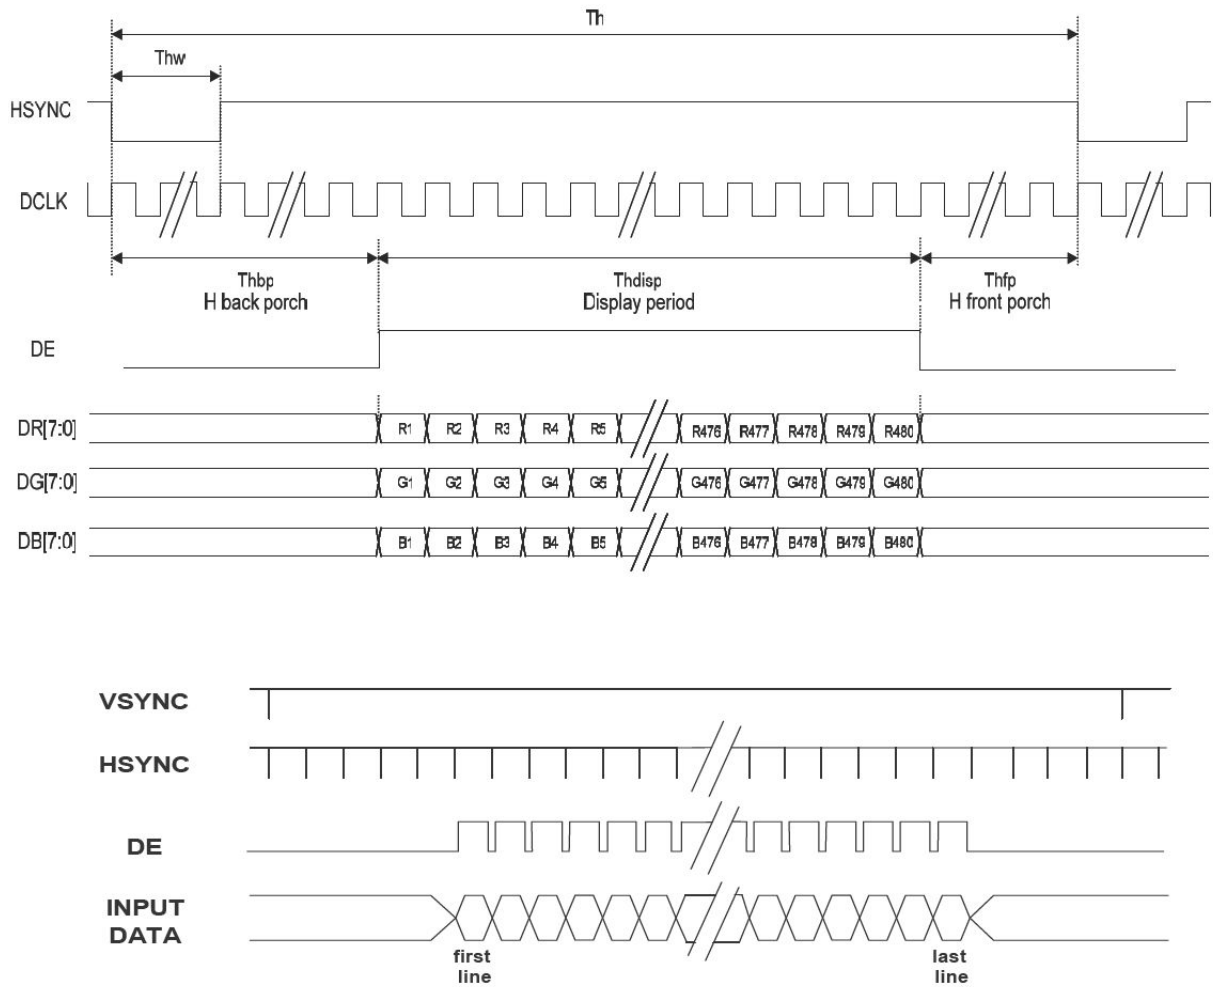 Th
Thw
HSYNC
DCLK
Thbp
H back porch
Thdisp
Display period
Thfp
H front porch
DE
DR[7:0]
R1 R2 R3 R4 R5 R476 R477 R478 R479 R480
DG[7:0]
G1 G2 G3 G4 G5 G476 G477 G478 G479 G480
DB[7:0]
B1 B2 B3 B4 B5 B476 B477 B478 B479 B480
VSYNC
HSYNC
DE
INPUT
DATA
first
line
last
line